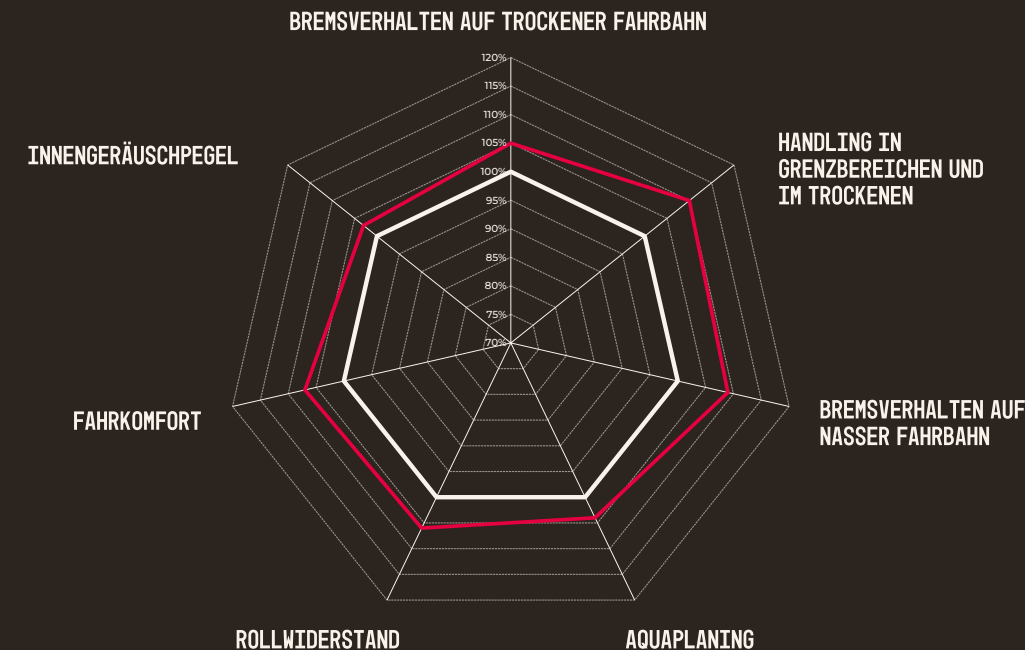 BREMSVERHALTEN AUF TROCKENER FAHRBAHN
120%
115%
110%
105%
100%
95%
90%
85%
80%
75%
70%
INNENGERÄUSCHPEGEL
HANDLING IN
GRENZBEREICHEN UND
IM TROCKENEN
FAHRKOMFORT
BREMSVERHALTEN AUF
NASSER FAHRBAHN
ROLLWIDERSTAND
AQUAPLANING